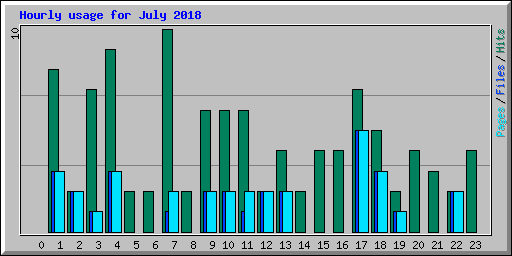 Hourly usage for July 2018
10
Pages/Files/Hits
0 1 2 3 4 5 6 7 8 9 10 11 12 13 14 15 16 17 18 19 20 21 22 23